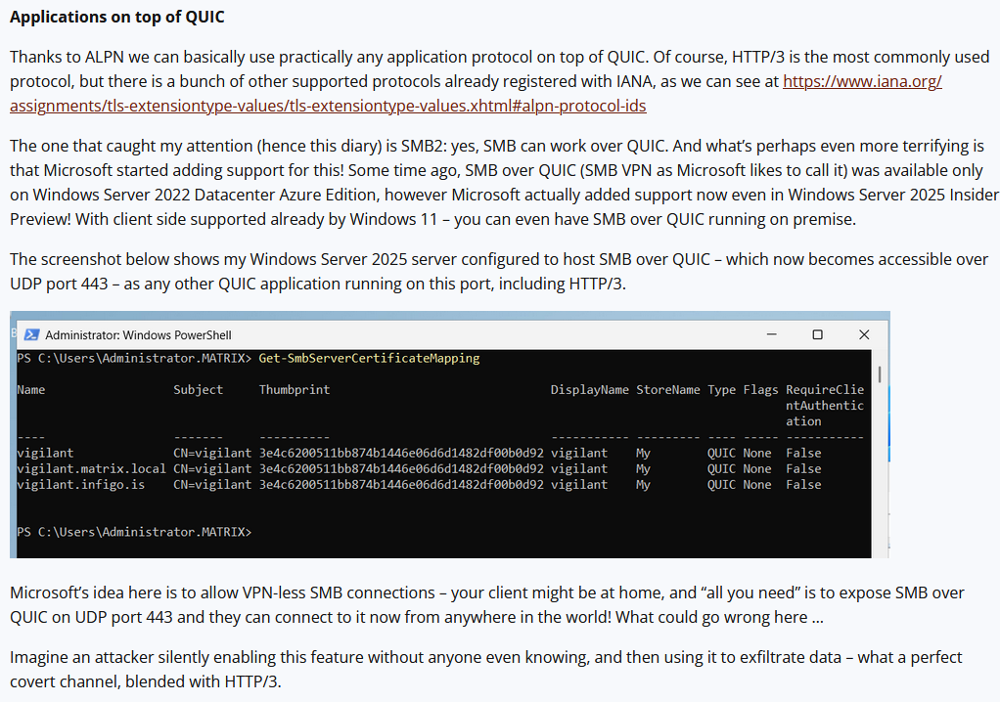 Applications on top of QUIC
Thanks to ALPN we can basically use practically any application protocol on top of QUIC. Of course, HTTP/3 is the most commonly used
protocol, but there is a bunch of other supported protocols already registered with IANA, as we can see at https://www.iana.org/
assignments/tls-extensiontype-values/tls-extensiontype-values.xhtml#alpn-protocol-ids
The one that caught my attention (hence this diary) is SMB2: yes, SMB can work over QUIC. And what's perhaps even more terrifying is
that Microsoft started adding support for this! Some time ago, SMB over QUIC (SMB VPN as Microsoft likes to call it) was available only
on Windows Server 2022 Datacenter Azure Edition, however Microsoft actually added support now even in Windows Server 2025 Insider
Preview! With client side supported already by Windows 11 – you can even have SMB over QUIC running on premise.
The screenshot below shows my Windows Server 2025 server configured to host SMB over QUIC – which now becomes accessible over
UDP port 443 – as any other QUIC application running on this port, including HTTP/3.
Administrator: Windows PowerShell
PS C:\Users\Administrator.MATRIX> Get-SmbServerCertificateMapping
Name Subject Thumbprint DisplayName StoreName Type Flags RequireClie
ntAuthentic
ation
---- ------- ---------- ----------- --------- ---- ----- -----------
vigilant CN=vigilant 3e4c6200511bb874b1446e06d6d1482df00b0d92 vigilant My QUIC None False
vigilant.matrix.local CN=vigilant 3e4c6200511bb874b1446e06d6d1482df00b0d92 vigilant My QUIC None False
vigilant.infigo.is CN=vigilant 3e4c6200511bb874b1446e06d6d1482df00b0d92 vigilant My QUIC None False
PS C:\Users\Administrator.MATRIX>
Microsoft's idea here is to allow VPN-less SMB connections – your client might be at home, and “all you need” is to expose SMB over
QUIC on UDP port 443 and they can connect to it now from anywhere in the world! What could go wrong here ...
Imagine an attacker silently enabling this feature without anyone even knowing, and then using it to exfiltrate data – what a perfect
covert channel, blended with HTTP/3.